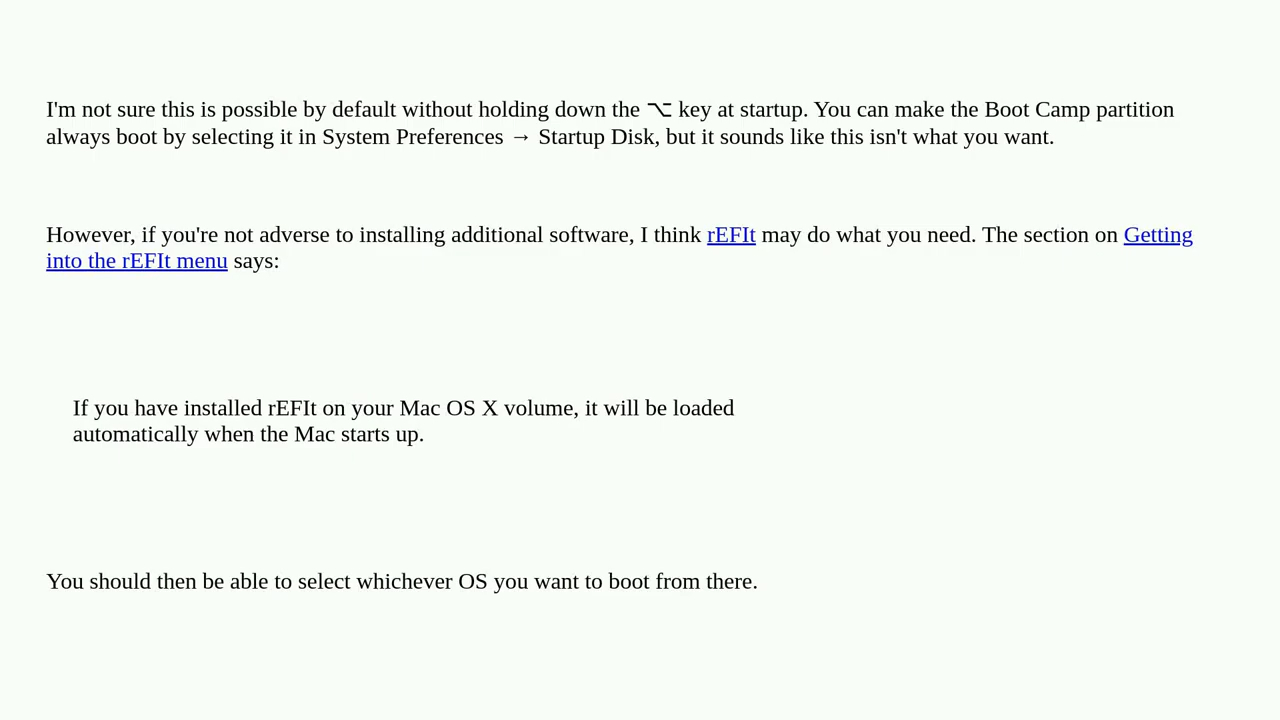 I'm not sure this is possible by default without holding down the ⌥ key at startup. You can make the Boot Camp partition
always boot by selecting it in System Preferences → Startup Disk, but it sounds like this isn't what you want.
However, if you're not adverse to installing additional software, I think rEFIt may do what you need. The section on Getting
into the rEFIt menu says:
If you have installed rEFIt on your Mac OS X volume, it will be loaded
automatically when the Mac starts up.
You should then be able to select whichever OS you want to boot from there.